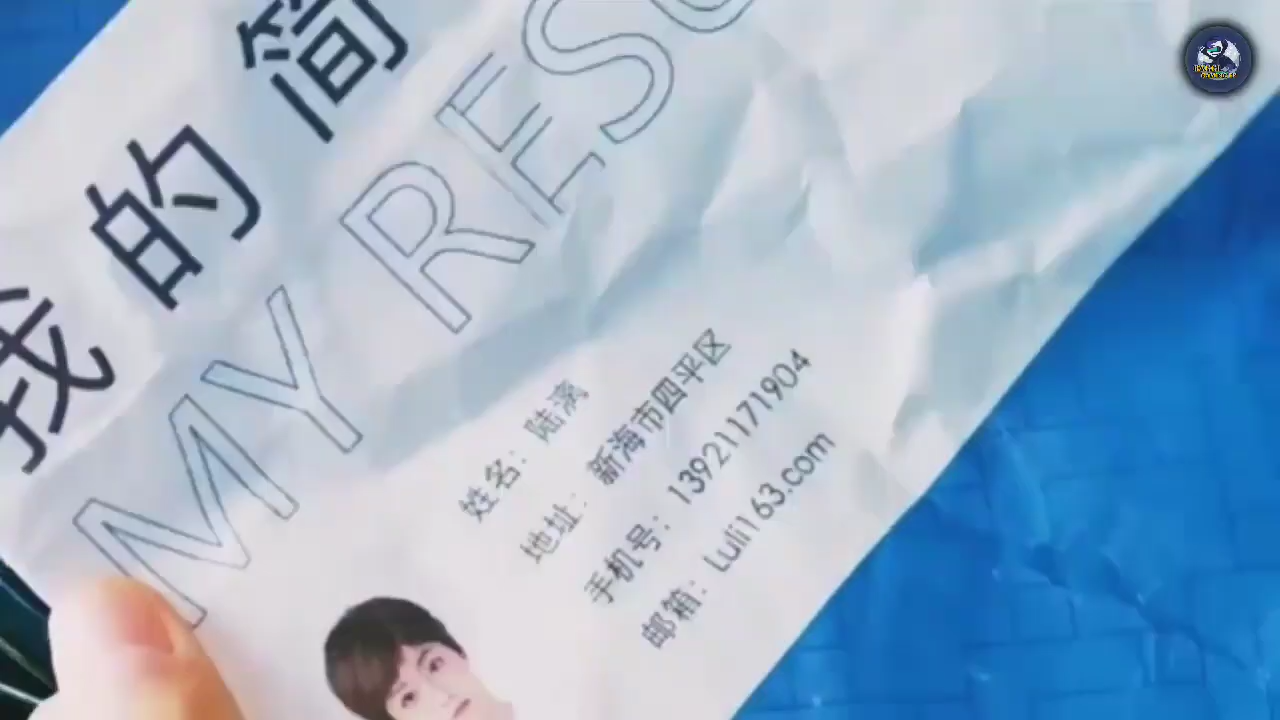 我的简
MY RESO
姓名：陆漓
地址：新海市四平区
手机号：13921171904
邮箱：Luli163.com